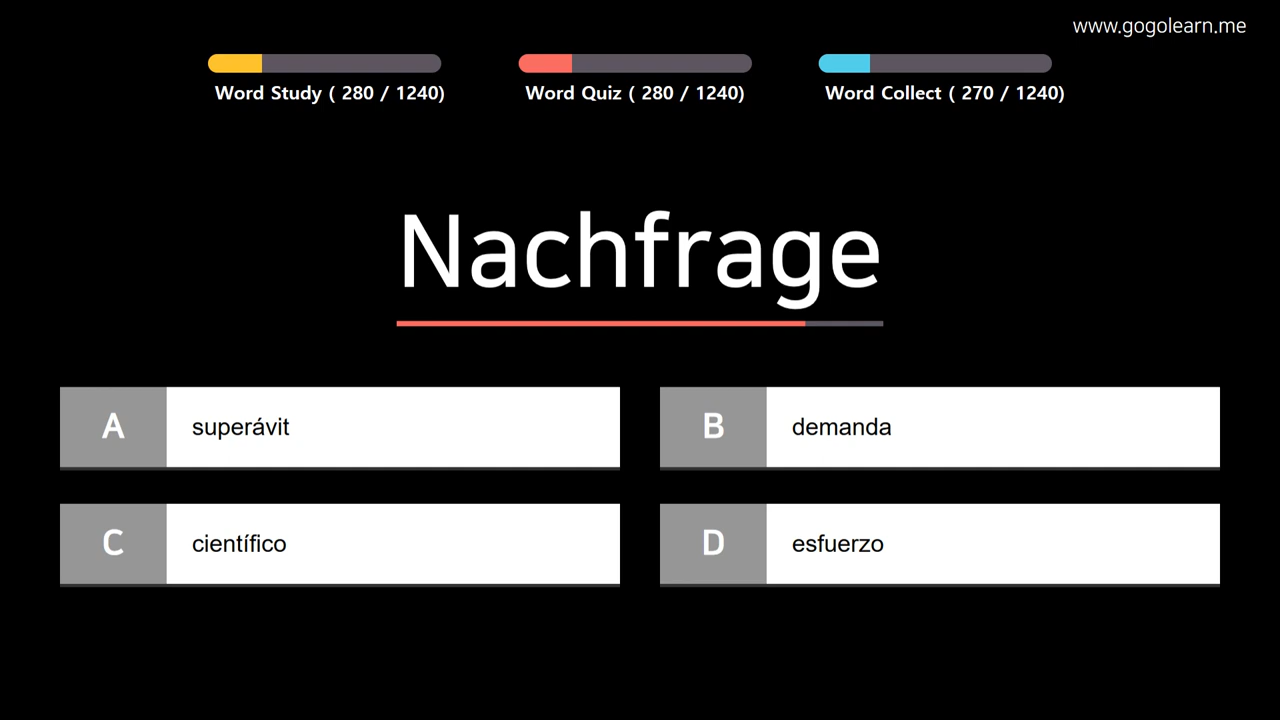 www.gogolearn.me
Word Study ( 280 / 1240)
Word Quiz ( 280 / 1240)
Word Collect ( 270 / 1240)
Nachfrage
A superávit
B demanda
C científico
D esfuerzo